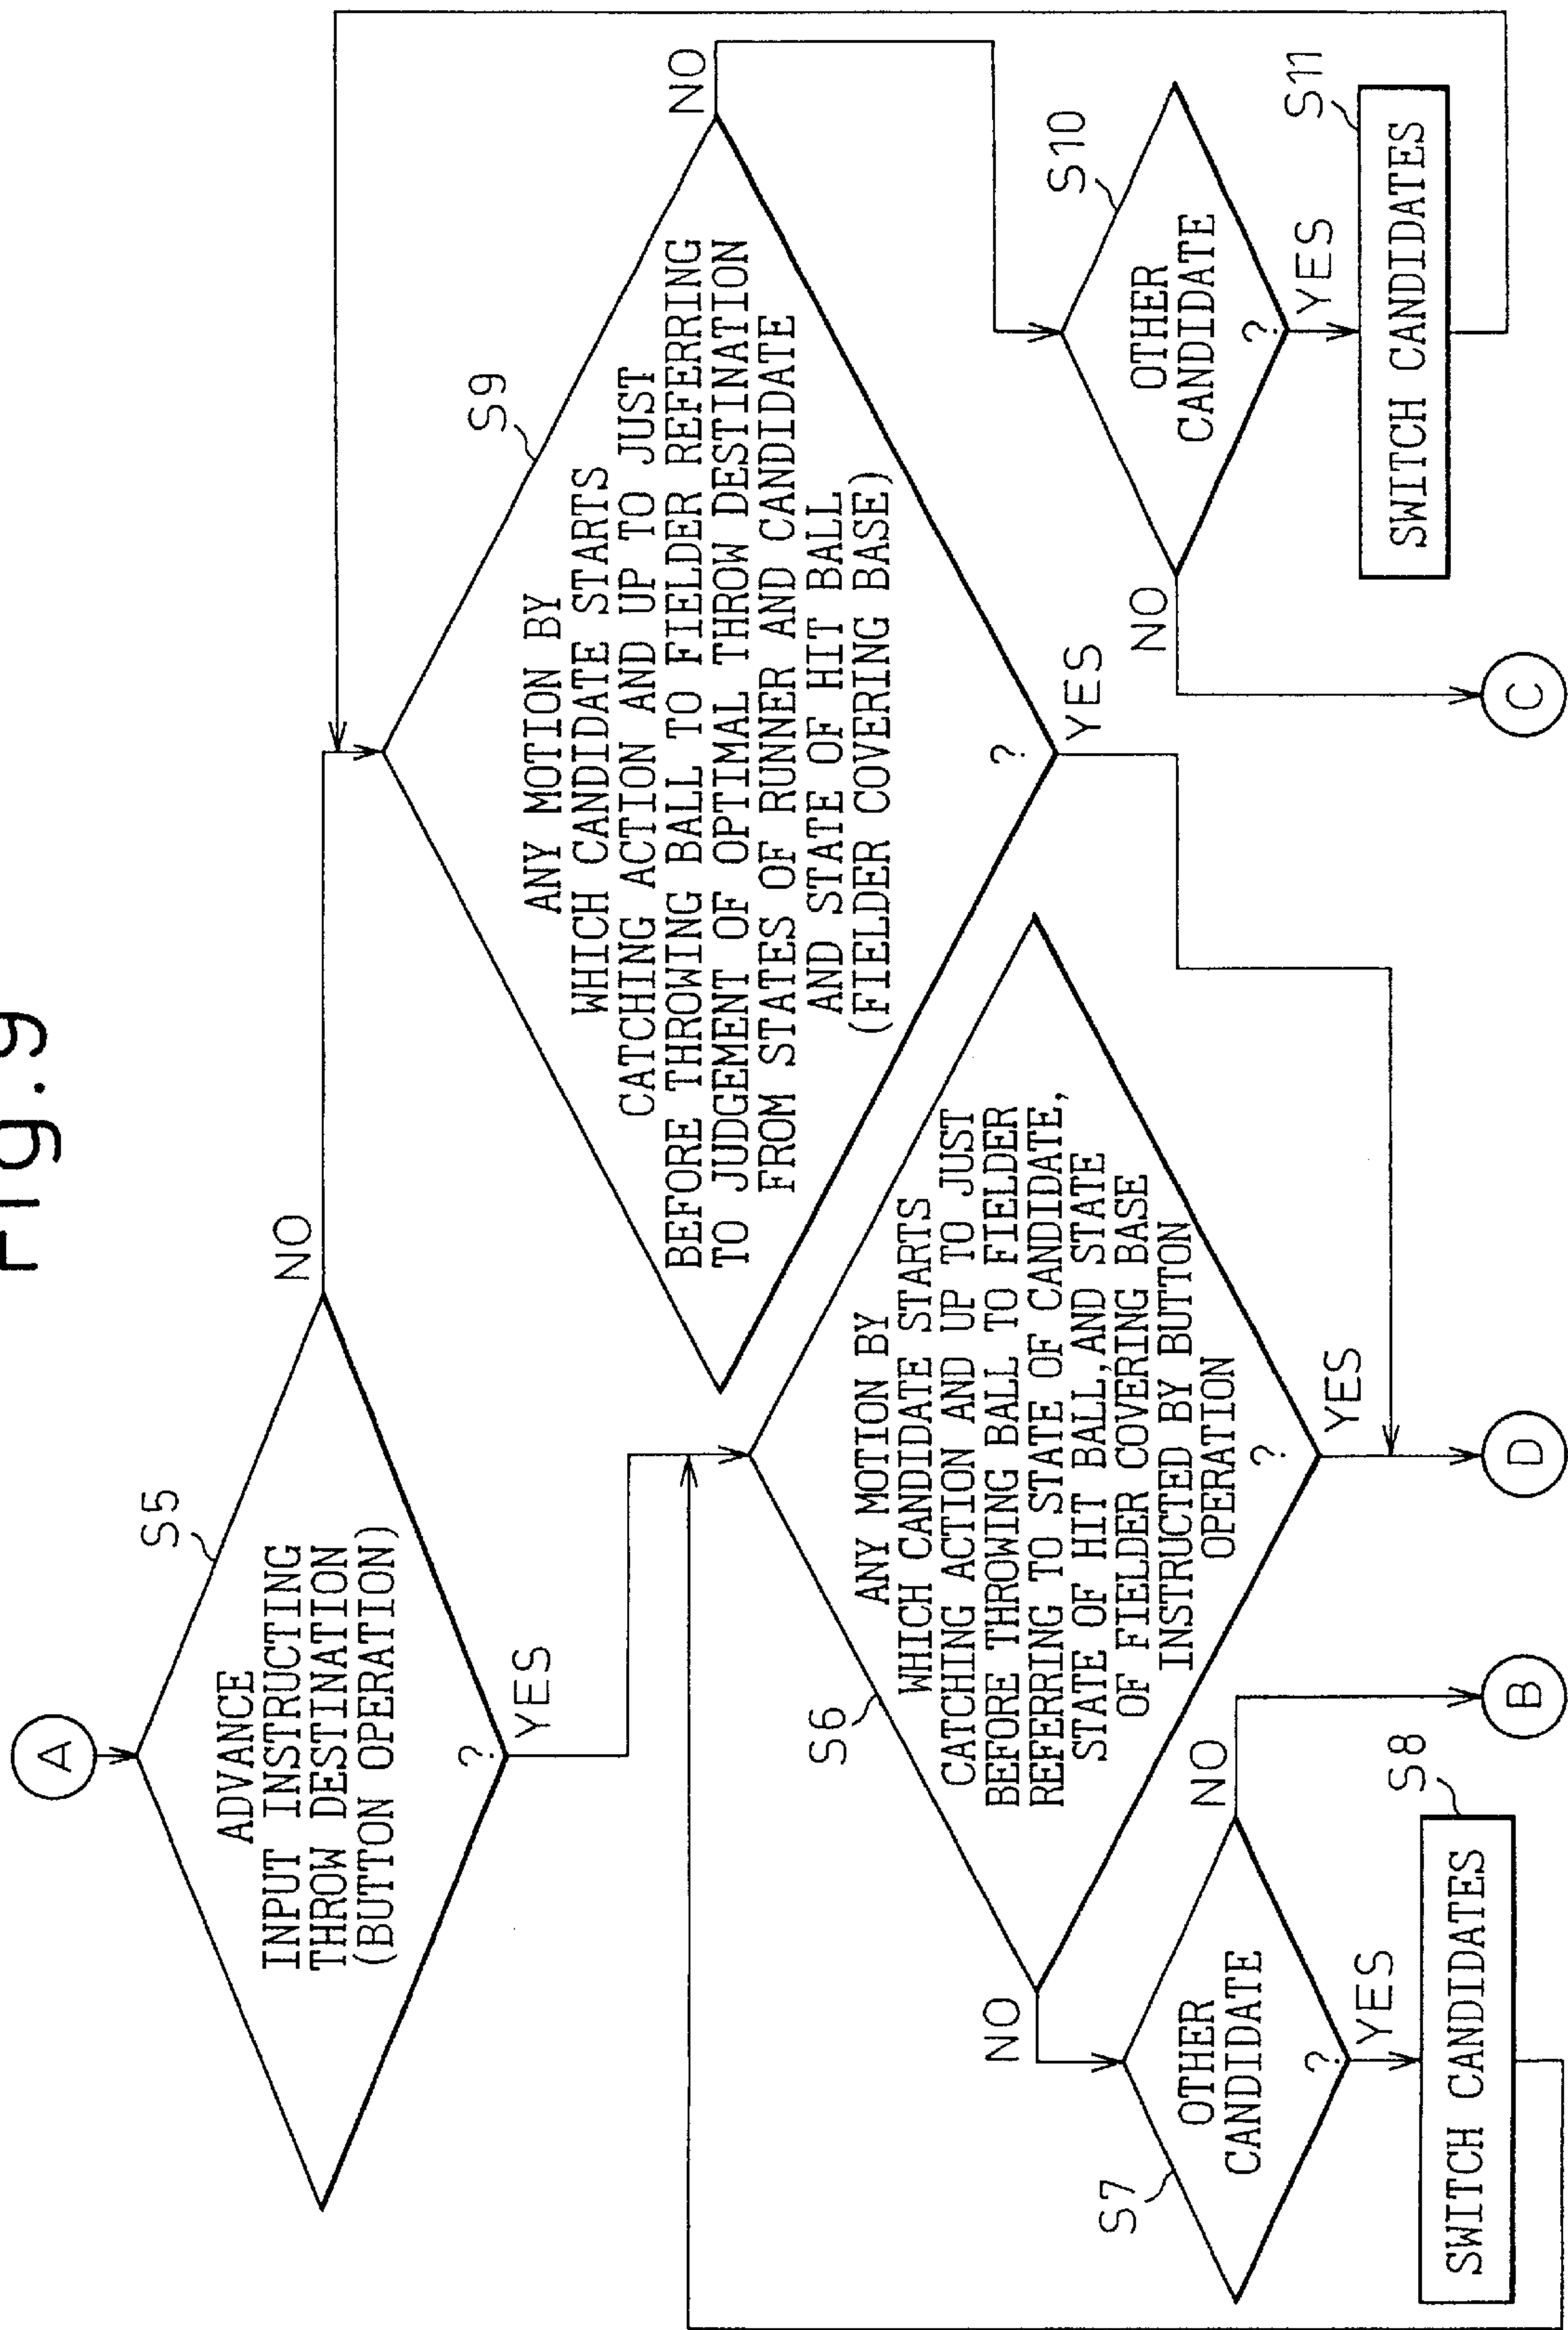 Fig.9
A
ADVANCE
INPUT INSTRUCTING
THROW DESTINATION
(BUTTON OPERATION)
?
S5
NO
YES
S9
ANY MOTION BY
WHICH CANDIDATE STARTS
CATCHING ACTION AND UP TO JUST
BEFORE THROWING BALL TO FIELDER REFERRING
TO JUDGEMENT OF OPTIMAL THROW DESTINATION
FROM STATES OF RUNNER AND CANDIDATE
AND STATE OF HIT BALL
(FIELDER COVERING BASE)
?
NO
YES
S6
ANY MOTION BY
WHICH CANDIDATE STARTS
CATCHING ACTION AND UP TO JUST
BEFORE THROWING BALL TO FIELDER
REFERRING TO STATE OF CANDIDATE,
STATE OF HIT BALL, AND STATE
OF FIELDER COVERING BASE
INSTRUCTED BY BUTTON
OPERATION
?
NO
YES
S7
OTHER
CANDIDATE
?
NO
YES
S8
SWITCH CANDIDATES
B
D
S10
OTHER
CANDIDATE
?
NO
YES
S11
SWITCH CANDIDATES
C